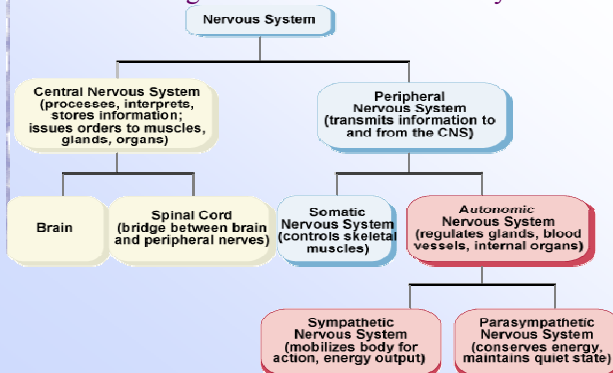 Nervous System
Central Nervous System
(processes, interprets,
stores information;
issues orders to muscles,
glands, organs)
Peripheral
Nervous System
(transmits information to
and from the CNS)
Brain
Spinal Cord
(bridge between brain
and peripheral nerves)
Somatic
Nervous System
(controls skeletal
muscles)
Autonomic
Nervous System
(regulates glands, blood
vessels, internal organs)
Sympathetic
Nervous System
(mobilizes body for
action, energy output)
Parasympathetic
Nervous System
(conserves energy,
maintains quiet state)